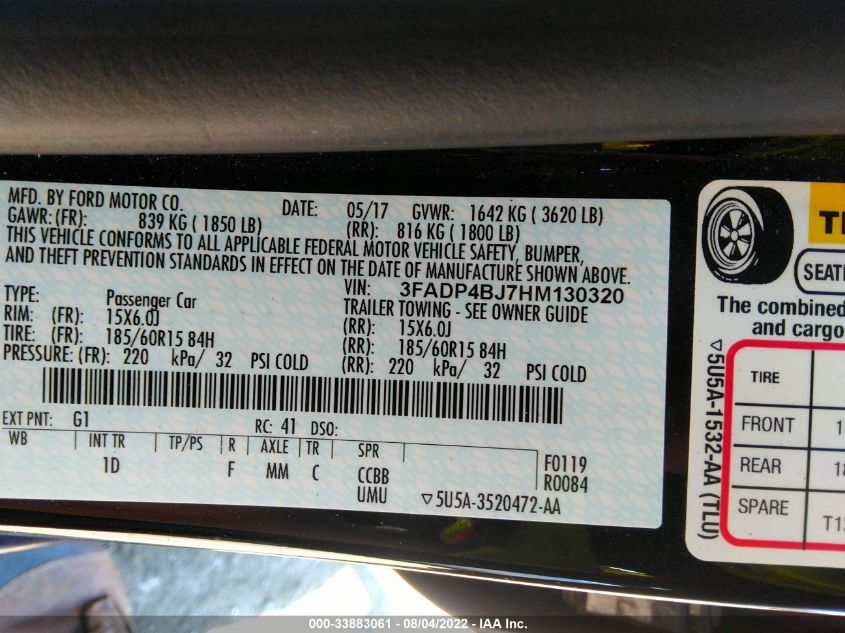 MFD. BY FORD MOTOR CO.
DATE: 05/17 GVWR: 1642 KG ( 3620 LB)
GAWR: (FR): 839 KG ( 1850 LB) (RR): 816 KG ( 1800 LB)
THIS VEHICLE CONFORMS TO ALL APPLICABLE FEDERAL MOTOR VEHICLE SAFETY, BUMPER,
AND THEFT PREVENTION STANDARDS IN EFFECT ON THE DATE OF MANUFACTURE SHOWN ABOVE.
VIN: 3FADP4BJ7HM130320
TYPE: Passenger Car TRAILER TOWING - SEE OWNER GUIDE
RIM: (FR): 15X6.0J (RR): 15X6.0J
TIRE: (FR): 185/60R15 84H (RR): 185/60R15 84H
PRESSURE: (FR): 220 kPa/ 32 PSI COLD (RR): 220 kPa/ 32 PSI COLD
EXT PNT: G1 RC: 41 DSO:
WB INT TR TP/PS R AXLE TR SPR
1D F MM C CCBB F0119
UMU R0084
▽5U5A-3520472-AA
SEATI
The combined
and cargo
TIRE
FRONT
REAR
SPARE
▽5U5A-1532-AA (TLU)
000-33883061 - 08/04/2022 - IAA Inc.